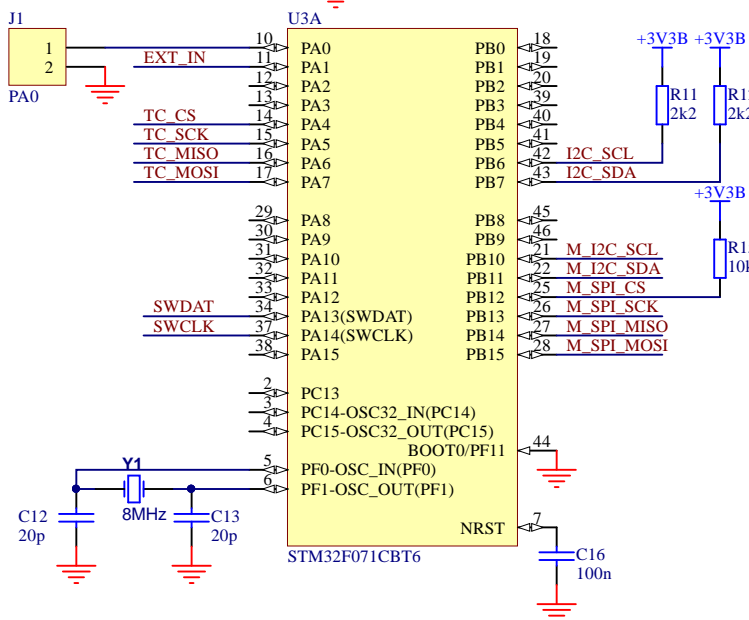 J1
1
2
PA0
EXT_IN
TC_CS
TC_SCK
TC_MISO
TC_MOSI
SWDAT
SWCLK
U3A
10 PA0
11 PA1
12 PA2
13 PA3
14 PA4
15 PA5
16 PA6
17 PA7
29 PA8
30 PA9
31 PA10
32 PA11
33 PA12
34 PA13(SWDAT)
37 PA14(SWCLK)
38 PA15
2 PC13
3 PC14-OSC32_IN(PC14)
4 PC15-OSC32_OUT(PC15)
BOOT0/PF11 44
5 PF0-OSC_IN(PF0)
6 PF1-OSC_OUT(PF1)
NRST 7
STM32F071CBT6
PB0 18
PB1 19
PB2 20
PB3 39
PB4 40
PB5 41
PB6 42 I2C_SCL
PB7 43 I2C_SDA
PB8 45
PB9 46
PB10 21 M_I2C_SCL
PB11 22 M_I2C_SDA
PB12 25 M_SPI_CS
PB13 26 M_SPI_SCK
PB14 27 M_SPI_MISO
PB15 28 M_SPI_MOSI
+3V3B +3V3B
R11
2k2
2k2
+3V3B
10k
Y1
8MHz
C12
20p
C13
20p
C16
100n